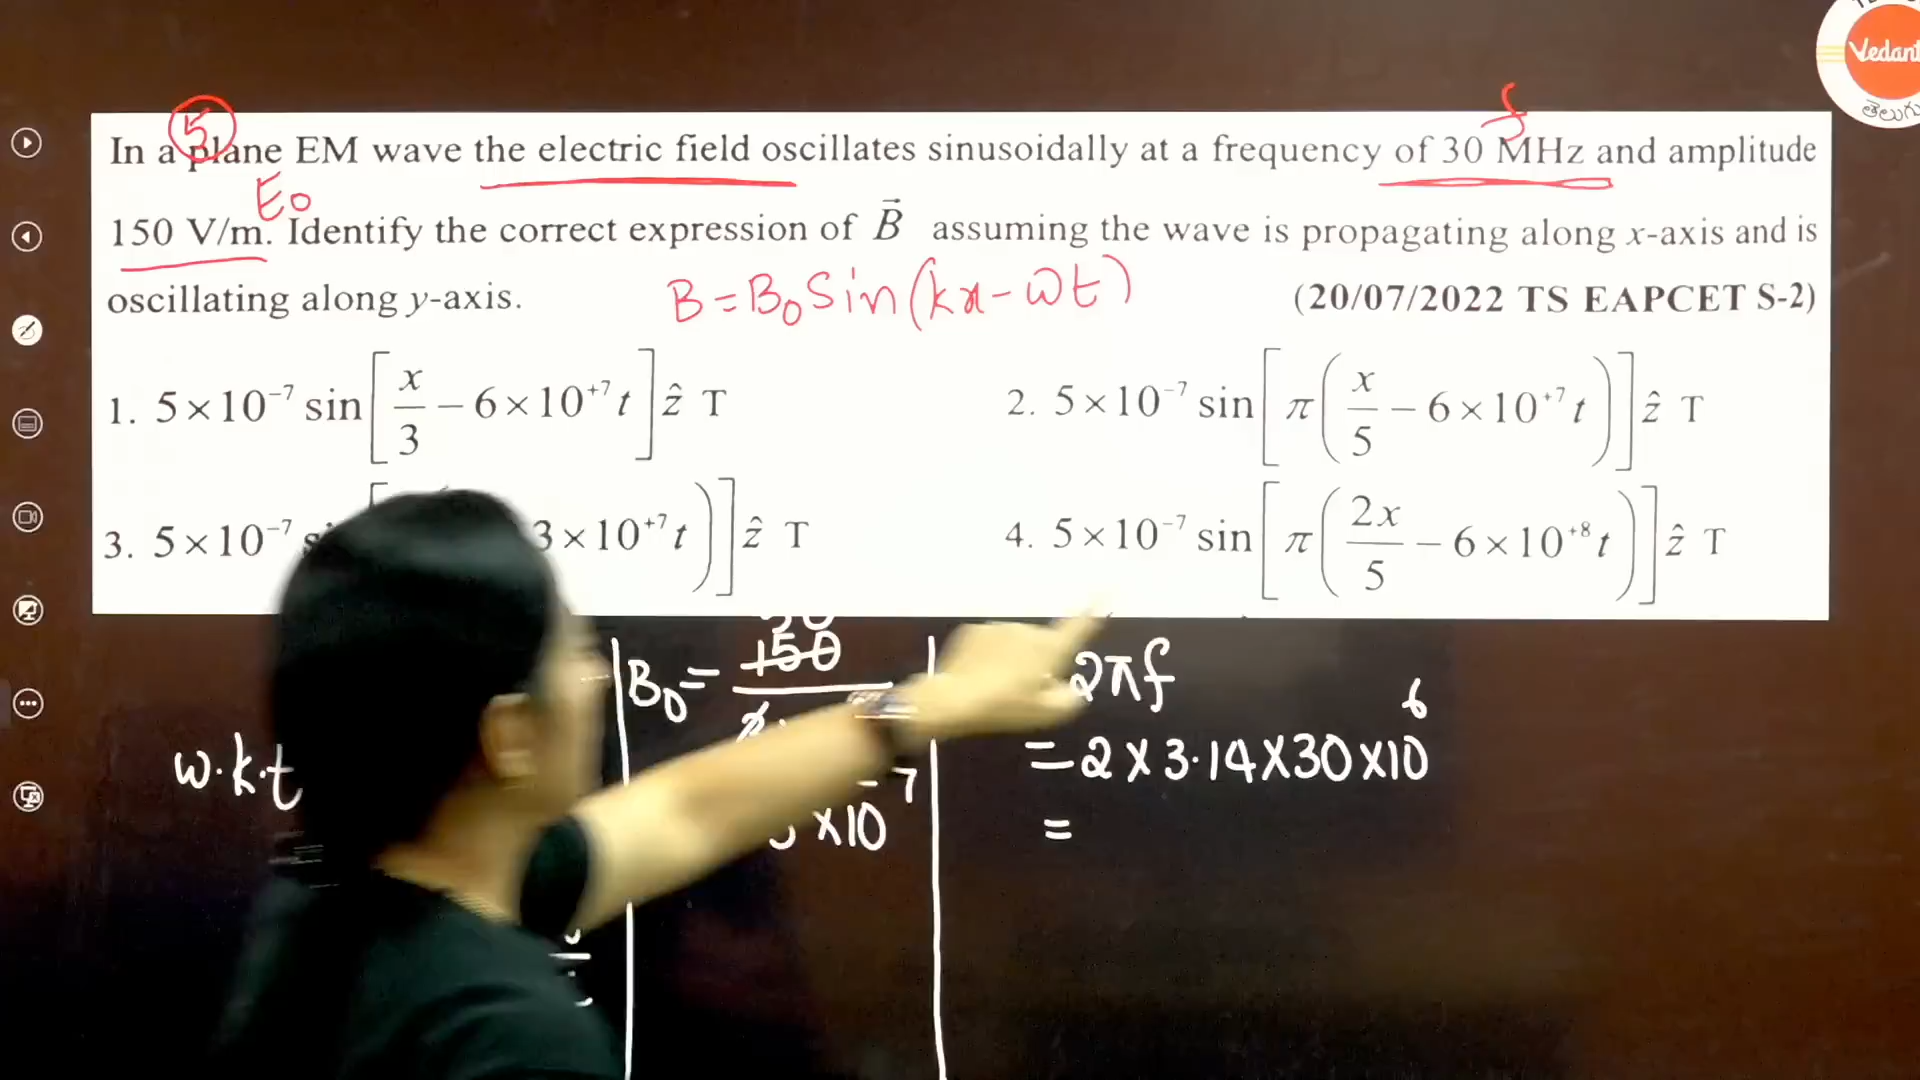 Vedant
తెలుగు
5
f
In a plane EM wave the electric field oscillates sinusoidally at a frequency of 30 MHz and amplitude
E₀
150 V/m. Identify the correct expression of B⃗ assuming the wave is propagating along x-axis and is
oscillating along y-axis.
B = B₀ Sin(kx-ωt)
(20/07/2022 TS EAPCET S-2)
1. 5×10⁻⁷ sin[x/3 − 6×10⁺⁷ t] ẑ T
2. 5×10⁻⁷ sin[π(x/5 − 6×10⁺⁷ t)] ẑ T
3. 5×10⁻⁷ 3×10⁺⁷ t)] ẑ T
4. 5×10⁻⁷ sin[π(2x/5 − 6×10⁺⁸ t)] ẑ T
B₀ = 150
×10⁻⁷
2πf
= 2×3.14×30×10⁶
=
w.k.t